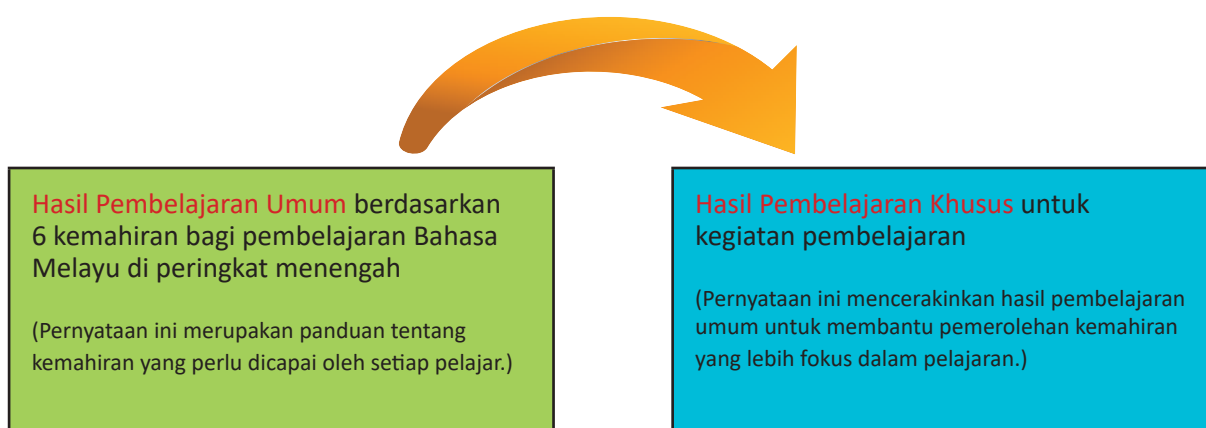 Hasil Pembelajaran Umum berdasarkan
6 kemahiran bagi pembelajaran Bahasa
Melayu di peringkat menengah
(Pernyataan ini merupakan panduan tentang
kemahiran yang perlu dicapai oleh setiap pelajar.)
Hasil Pembelajaran Khusus untuk
kegiatan pembelajaran
(Pernyataan ini mencerakinkan hasil pembelajaran
umum untuk membantu pemerolehan kemahiran
yang lebih fokus dalam pelajaran.)